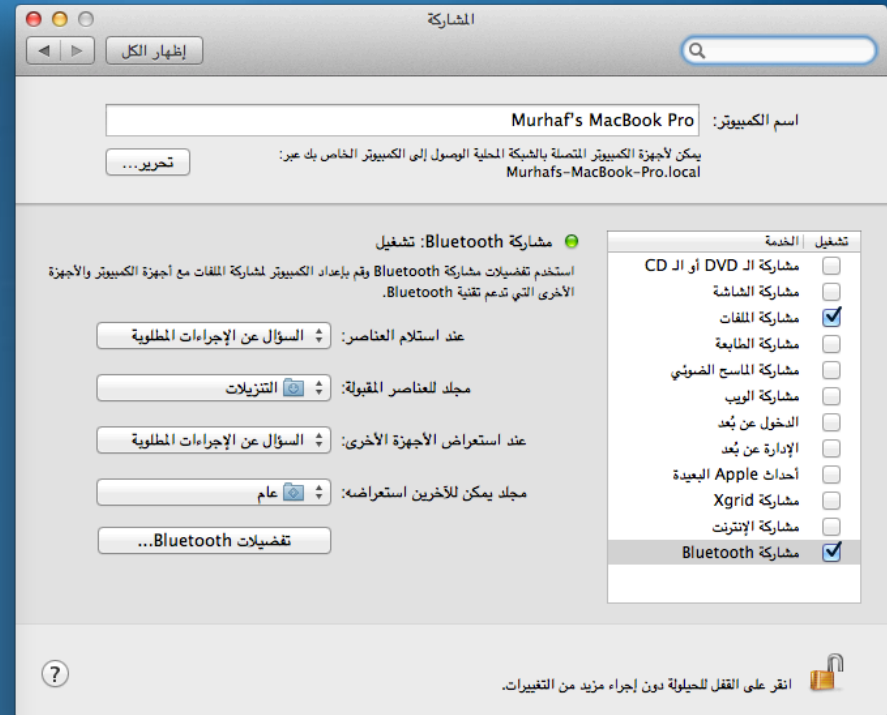 المشاركة
إظهار الكل
اسم الكمبيوتر: Murhaf's MacBook Pro
يمكن لأجهزة الكمبيوتر المتصلة بالشبكة المحلية الوصول إلى الكمبيوتر الخاص بك عبر:
Murhafs-MacBook-Pro.local
تحرير...
تشغيل الخدمة
مشاركة الـ DVD أو الـ CD
مشاركة الشاشة
مشاركة الملفات
مشاركة الطابعة
مشاركة الماسح الضوئي
مشاركة الويب
الدخول عن بُعد
الإدارة عن بُعد
أحداث Apple البعيدة
مشاركة Xgrid
مشاركة الإنترنت
مشاركة Bluetooth
مشاركة Bluetooth: تشغيل
استخدم تفضيلات مشاركة Bluetooth وقم بإعداد الكمبيوتر لمشاركة الملفات مع أجهزة الكمبيوتر والأجهزة
الأخرى التي تدعم تقنية Bluetooth.
عند استلام العناصر: السؤال عن الإجراءات المطلوبة
مجلد للعناصر المقبولة: التنزيلات
عند استعراض الأجهزة الأخرى: السؤال عن الإجراءات المطلوبة
مجلد يمكن للآخرين استعراضه: عام
تفضيلات Bluetooth...
انقر على القفل للحيلولة دون إجراء مزيد من التغييرات.
?